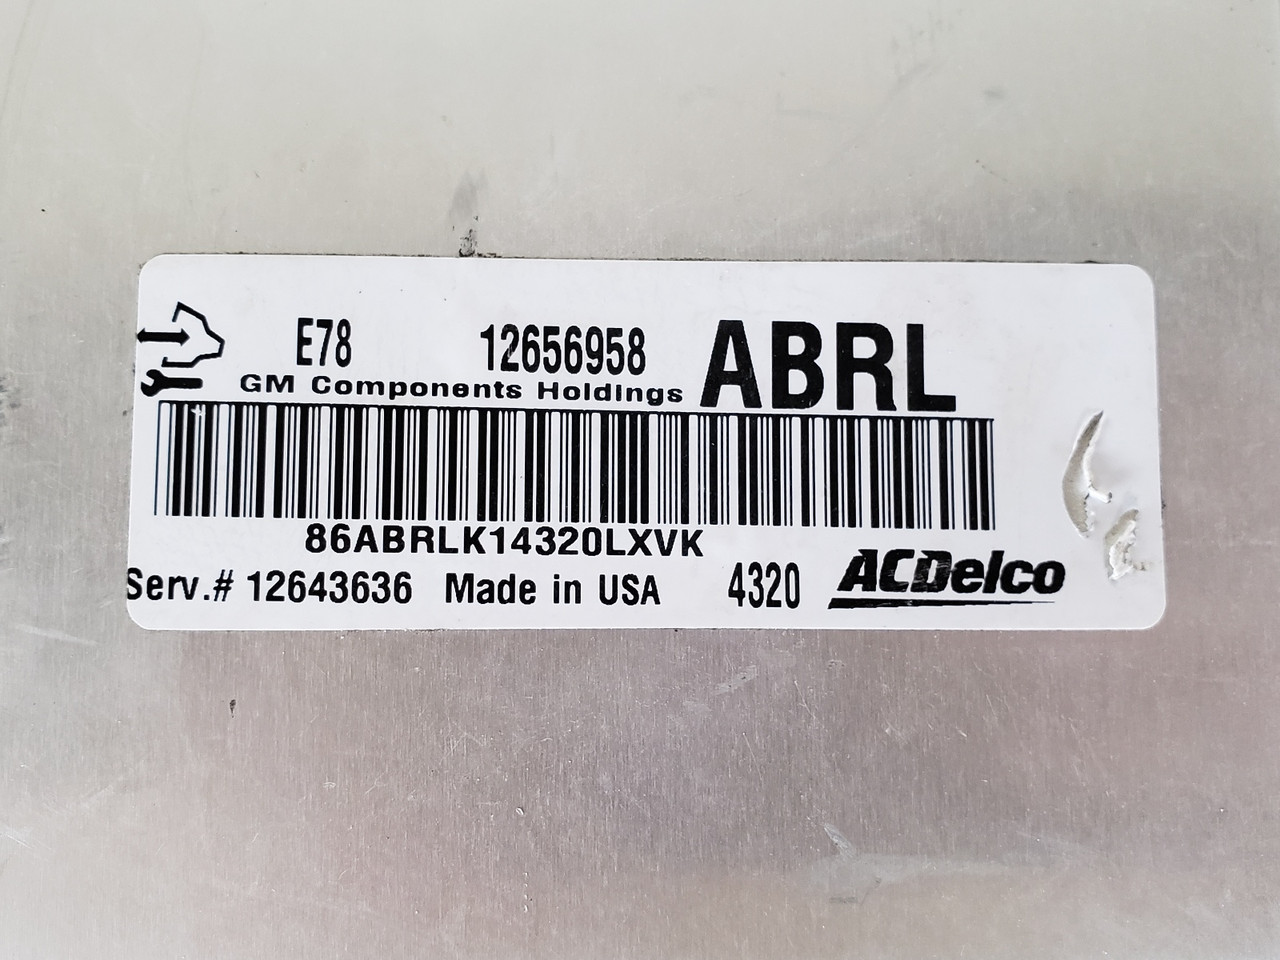 E78 12656958 ABRL
GM Components Holdings
86ABRLK14320LXVK
Serv.# 12643636 Made in USA 4320 ACDelco